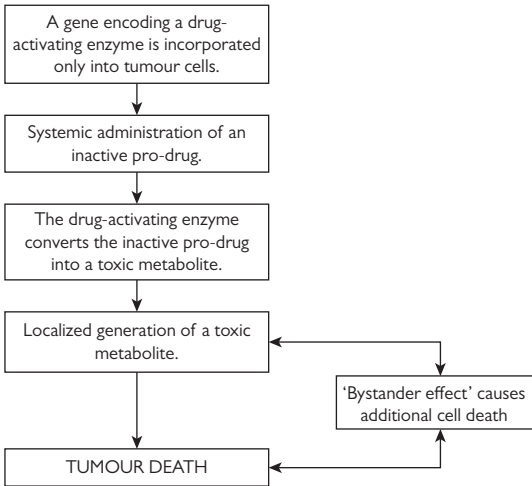 A gene encoding a drug-
activating enzyme is incorporated
only into tumour cells.
Systemic administration of an
inactive pro-drug.
The drug-activating enzyme
converts the inactive pro-drug
into a toxic metabolite.
Localized generation of a toxic
metabolite.
‘Bystander effect’ causes
additional cell death
TUMOUR DEATH